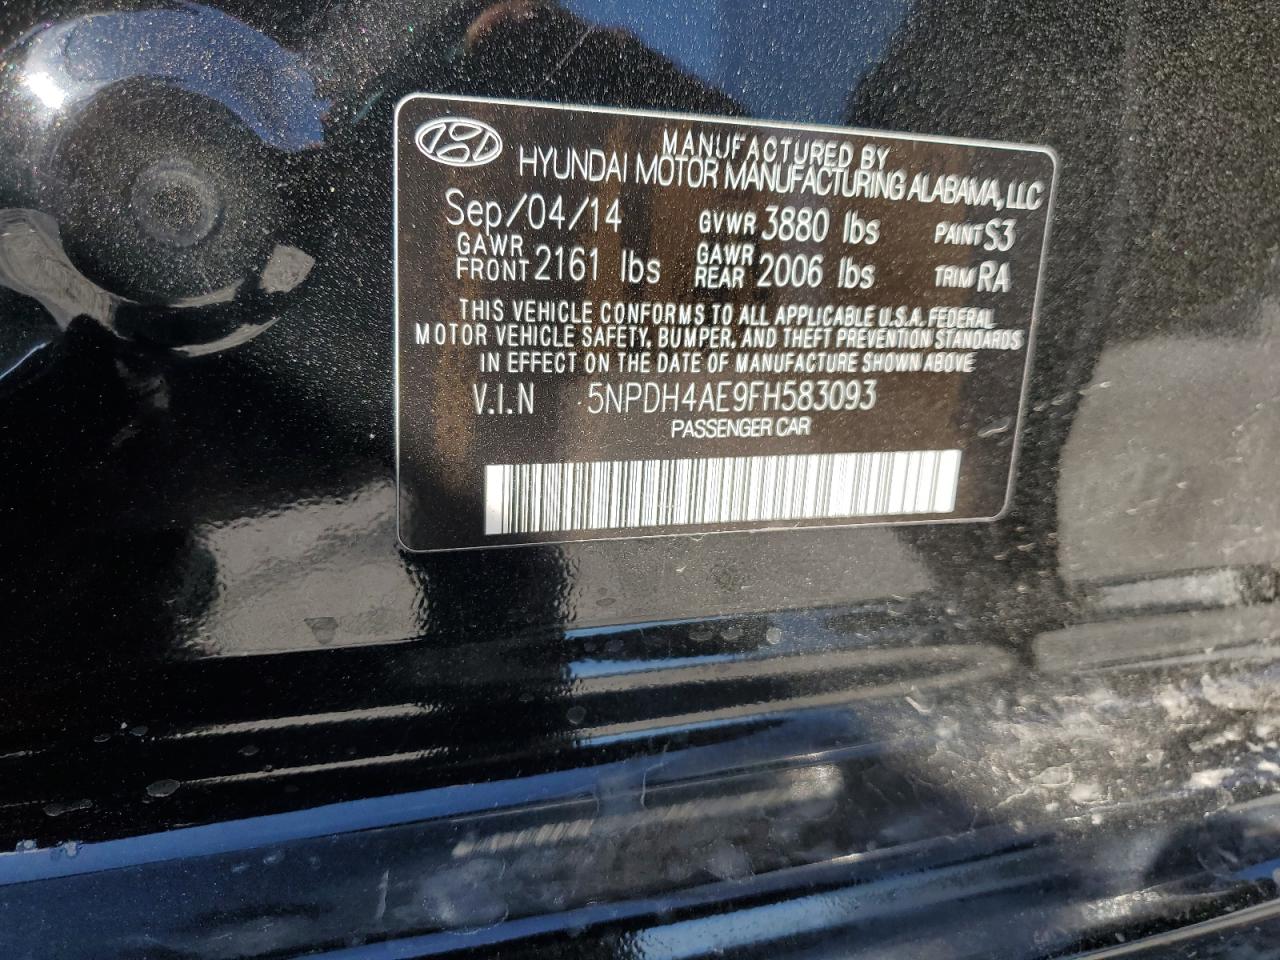 MANUFACTURED BY
HYUNDAI MOTOR MANUFACTURING ALABAMA, LLC
Sep/04/14 GVWR 3880 lbs PAINT S3
GAWR FRONT 2161 lbs GAWR REAR 2006 lbs TRIM RA
THIS VEHICLE CONFORMS TO ALL APPLICABLE U.S.A. FEDERAL
MOTOR VEHICLE SAFETY, BUMPER, AND THEFT PREVENTION STANDARDS
IN EFFECT ON THE DATE OF MANUFACTURE SHOWN ABOVE
V.I.N 5NPDH4AE9FH583093
PASSENGER CAR